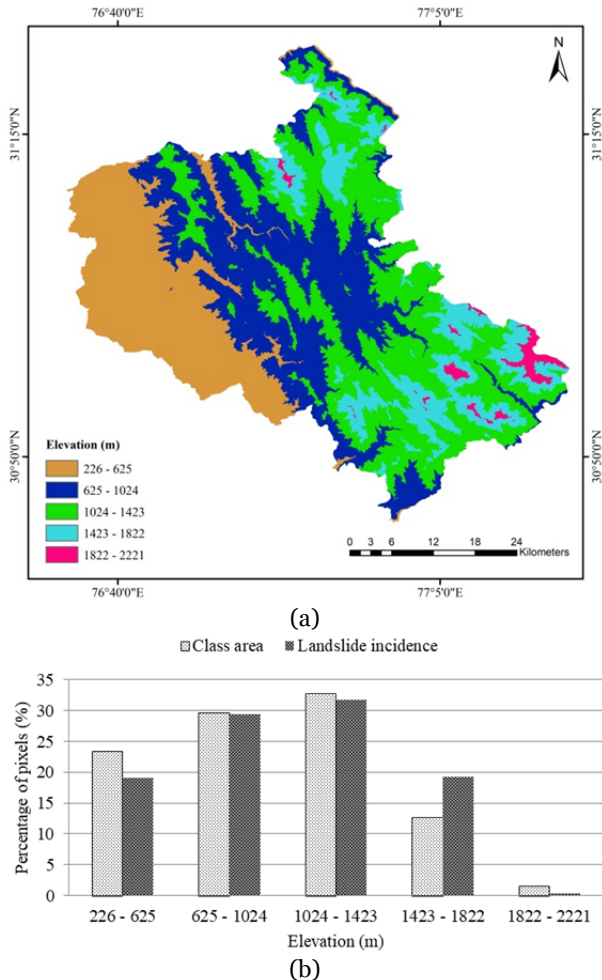 76°40'0"E 77°5'0"E
N
31°15'0"N 31°15'0"N
30°50'0"N 30°50'0"N
Elevation (m)
226 - 625
625 - 1024
1024 - 1423
1423 - 1822
1822 - 2221
0 3 6 12 18 24
Kilometers
76°40'0"E 77°5'0"E
(a)
Class area Landslide incidence
Percentage of pixels (%)
35
30
25
20
15
10
5
0
226 - 625 625 - 1024 1024 - 1423 1423 - 1822 1822 - 2221
Elevation (m)
(b)